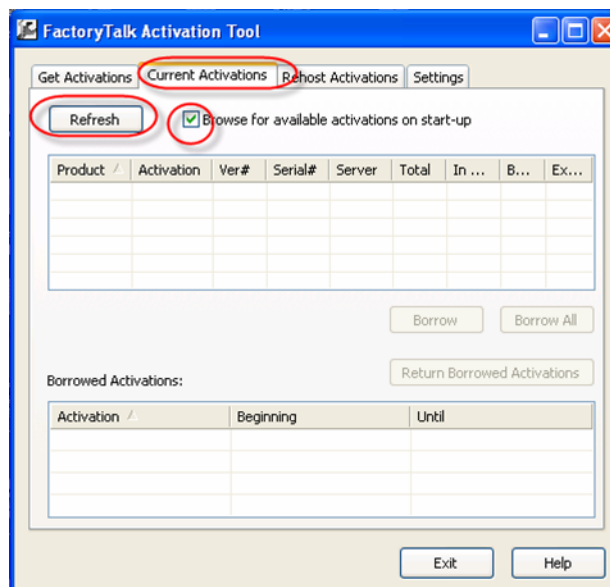 FactoryTalk Activation Tool
Get Activations Current Activations Rehost Activations Settings
Refresh Browse for available activations on start-up
Product Activation Ver# Serial# Server Total In ... B... Ex...
Borrow Borrow All
Return Borrowed Activations
Borrowed Activations:
Activation Beginning Until
Exit Help